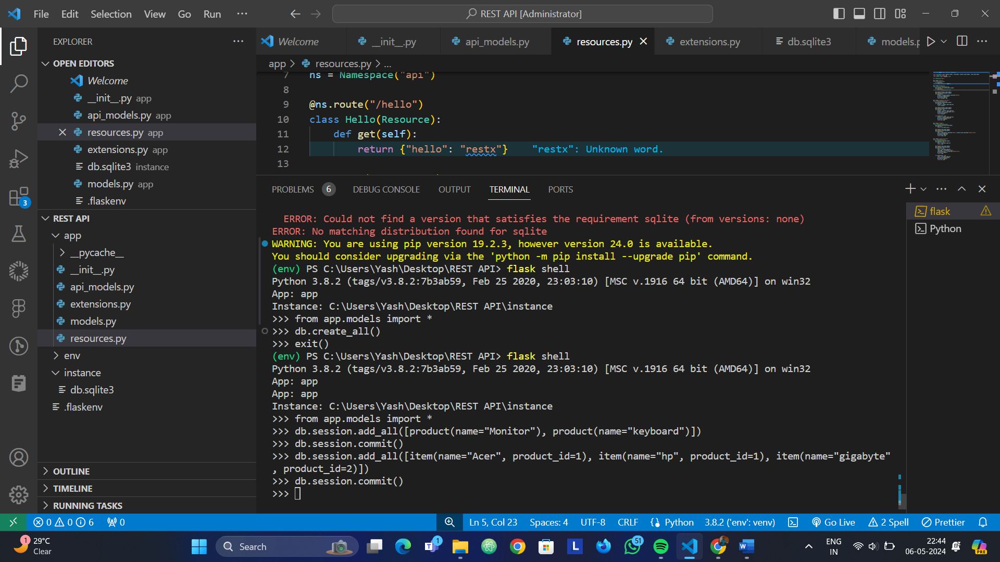 File Edit Selection View Go Run ···
REST API [Administrator]
EXPLORER
OPEN EDITORS
Welcome
__init__.py app
api_models.py app
resources.py app
extensions.py app
db.sqlite3 instance
models.py app
.flaskenv
REST API
app
__pycache__
__init__.py
api_models.py
extensions.py
models.py
resources.py
env
instance
db.sqlite3
.flaskenv
OUTLINE
TIMELINE
RUNNING TASKS
3
Welcome __init__.py api_models.py resources.py extensions.py db.sqlite3 models.p
app > resources.py > ...
7 ns = Namespace("api")
8
9 @ns.route("/hello")
10 class Hello(Resource):
11 def get(self):
12 return {"hello": "restx"} "restx": Unknown word.
13
PROBLEMS 6 DEBUG CONSOLE OUTPUT TERMINAL PORTS
flask
Python
ERROR: Could not find a version that satisfies the requirement sqlite (from versions: none)
ERROR: No matching distribution found for sqlite
WARNING: You are using pip version 19.2.3, however version 24.0 is available.
You should consider upgrading via the 'python -m pip install --upgrade pip' command.
(env) PS C:\Users\Yash\Desktop\REST API> flask shell
Python 3.8.2 (tags/v3.8.2:7b3ab59, Feb 25 2020, 23:03:10) [MSC v.1916 64 bit (AMD64)] on win32
App: app
Instance: C:\Users\Yash\Desktop\REST API\instance
>>> from app.models import *
>>> db.create_all()
>>> exit()
(env) PS C:\Users\Yash\Desktop\REST API> flask shell
Python 3.8.2 (tags/v3.8.2:7b3ab59, Feb 25 2020, 23:03:10) [MSC v.1916 64 bit (AMD64)] on win32
App: app
App: app
Instance: C:\Users\Yash\Desktop\REST API\instance
>>> from app.models import *
>>> db.session.add_all([product(name="Monitor"), product(name="keyboard")])
>>> db.session.commit()
>>> db.session.add_all([item(name="Acer", product_id=1), item(name="hp", product_id=1), item(name="gigabyte"
, product_id=2)])
>>> db.session.commit()
>>>
0 0 6 0 Ln 5, Col 23 Spaces: 4 UTF-8 CRLF Python 3.8.2 ('env': venv) Go Live 2 Spell Prettier
1 29°C
Clear
Search
1
51
ENG
IN
22:44
06-05-2024
PRE